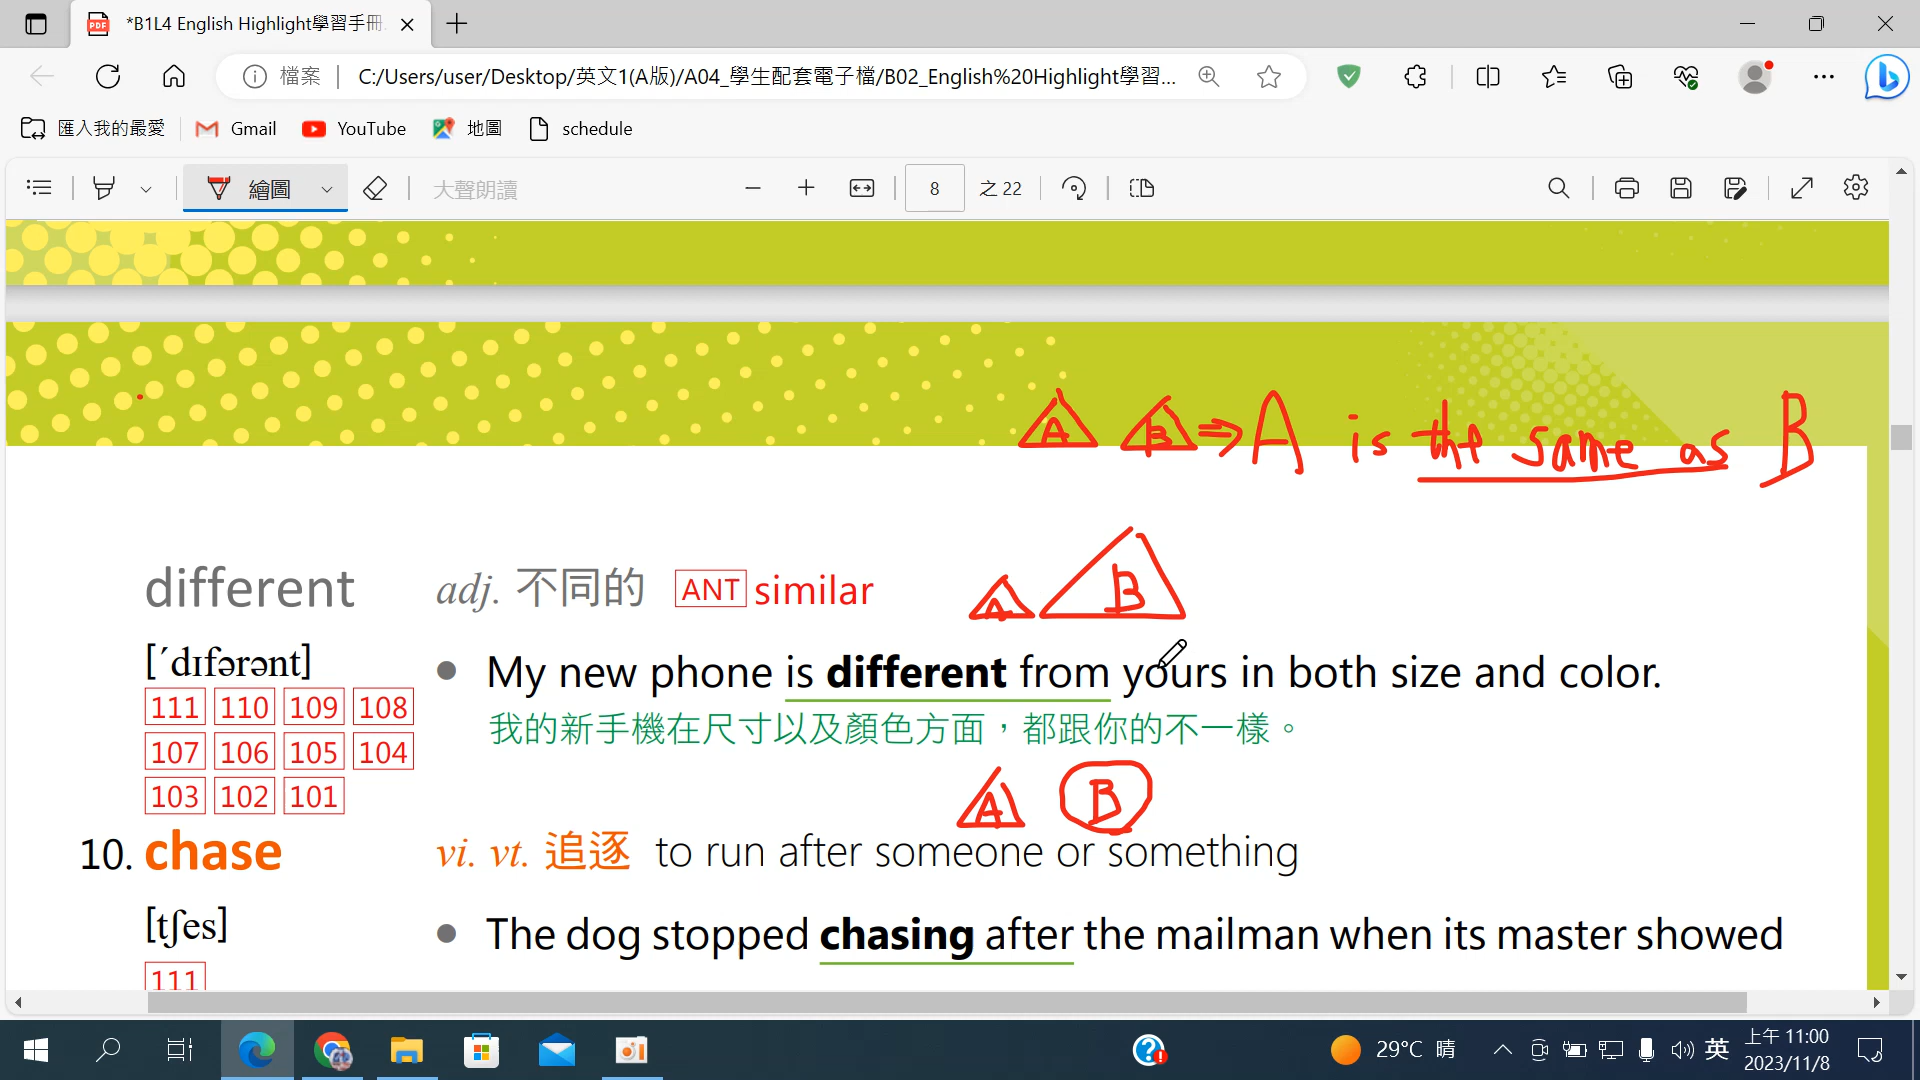 *B1L4 English Highlight學習手冊
檔案
C:/Users/user/Desktop/英文1(A版)/A04_學生配套電子檔/B02_English%20Highlight學習...
匯入我的最愛
Gmail
YouTube
地圖
schedule
繪圖
大聲朗讀
8
之 22
A B ⇒ A is the same as B
A B
different adj. 不同的 ANT similar
[ˊdɪfərənt]
● My new phone is different from yours in both size and color.
111 110 109 108
我的新手機在尺寸以及顏色方面，都跟你的不一樣。
107 106 105 104
103 102 101
A B
10. chase vi. vt. 追逐 to run after someone or something
[tʃes]
● The dog stopped chasing after the mailman when its master showed
111
29°C 晴
英
上午 11:00
2023/11/8